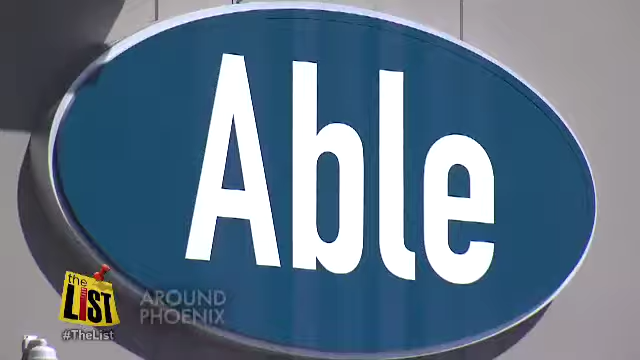 Able
the
LIST
#TheList
AROUND
PHOENIX